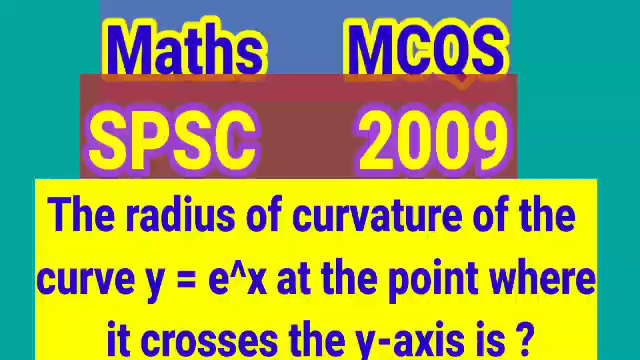 Maths MCQS
SPSC 2009
The radius of curvature of the
curve y = e^x at the point where
it crosses the y-axis is ?